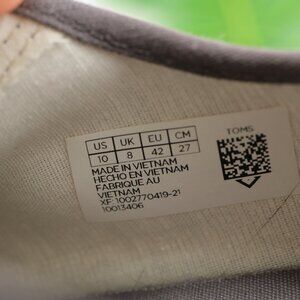 US UK EU CM
10 8 42 27
TOMS
MADE IN VIETNAM
HECHO EN VIETNAM
FABRIQUE AU
VIETNAM
XF 1002770419-21
10013406